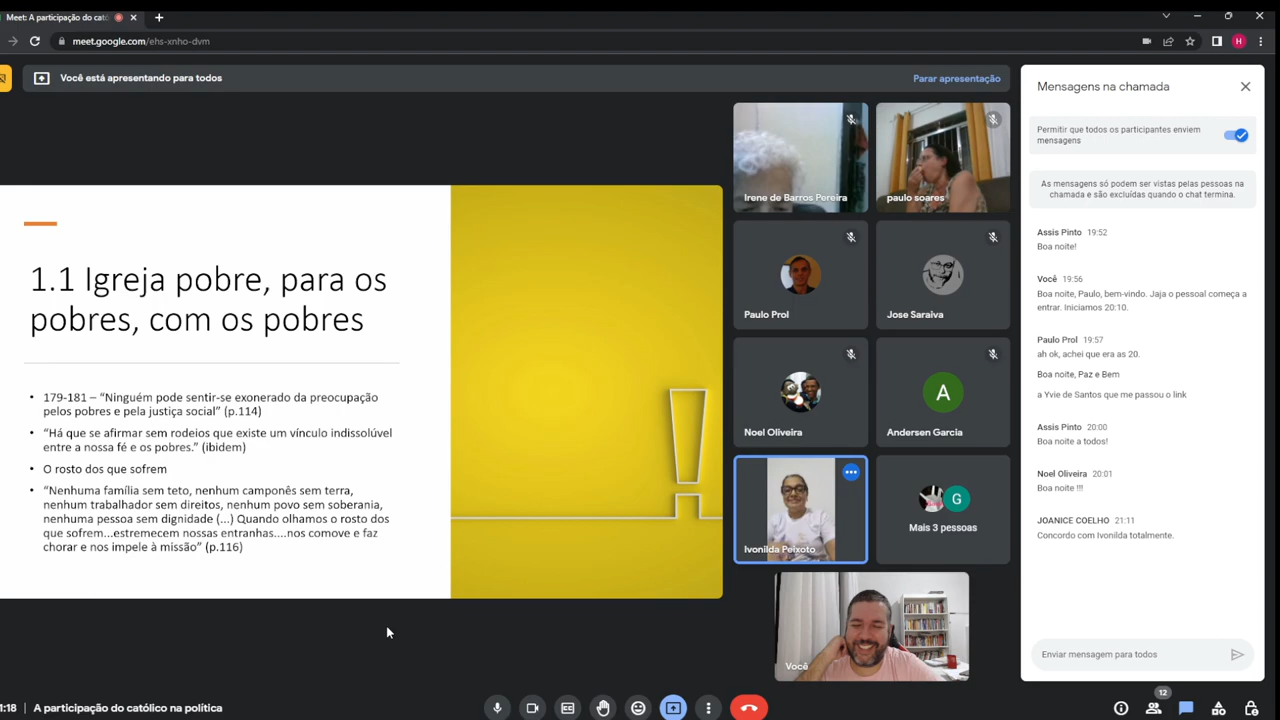 Meet: A participação do cató
meet.google.com/ehs-xnho-dvm
H
Você está apresentando para todos
Parar apresentação
1.1 Igreja pobre, para os
pobres, com os pobres
• 179-181 – “Ninguém pode sentir-se exonerado da preocupação
pelos pobres e pela justiça social” (p.114)
• “Há que se afirmar sem rodeios que existe um vínculo indissolúvel
entre a nossa fé e os pobres.” (ibidem)
• O rosto dos que sofrem
• “Nenhuma família sem teto, nenhum camponês sem terra,
nenhum trabalhador sem direitos, nenhum povo sem soberania,
nenhuma pessoa sem dignidade (...) Quando olhamos o rosto dos
que sofrem...estremecem nossas entranhas....nos comove e faz
chorar e nos impele à missão” (p.116)
!
Irene de Barros Pereira
paulo soares
Paulo Prol
Jose Saraiva
Noel Oliveira
A
Andersen Garcia
Ivonilda Peixoto
G
Mais 3 pessoas
Você
Mensagens na chamada
Permitir que todos os participantes enviem
mensagens
As mensagens só podem ser vistas pelas pessoas na
chamada e são excluídas quando o chat termina.
Assis Pinto 19:52
Boa noite!
Você 19:56
Boa noite, Paulo, bem-vindo. Jaja o pessoal começa a
entrar. Iniciamos 20:10.
Paulo Prol 19:57
ah ok, achei que era as 20.
Boa noite, Paz e Bem
a Yvie de Santos que me passou o link
Assis Pinto 20:00
Boa noite a todos!
Noel Oliveira 20:01
Boa noite !!!
JOANICE COELHO 21:11
Concordo com Ivonilda totalmente.
Enviar mensagem para todos
1:18 | A participação do católico na política
12